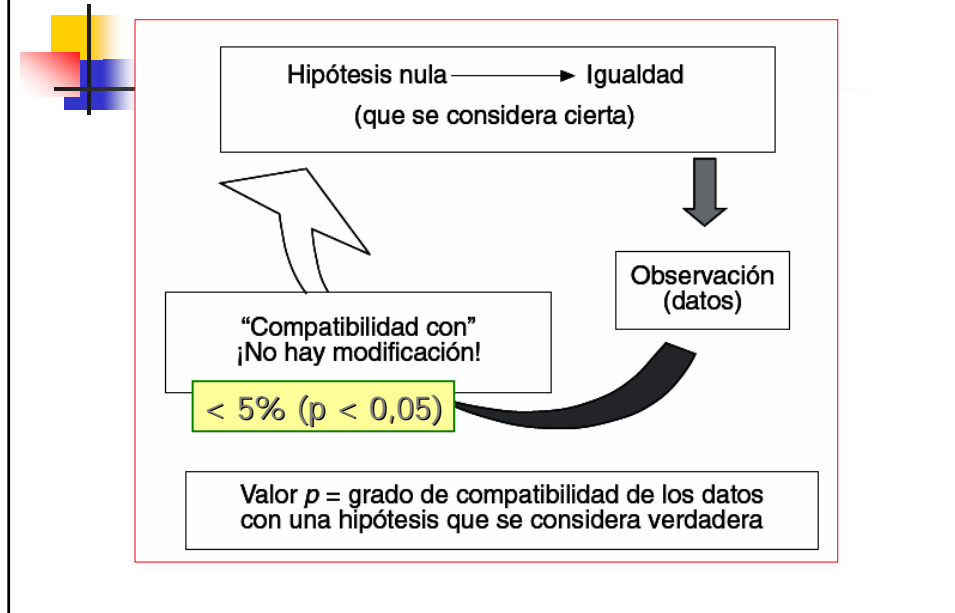 Hipótesis nula → Igualdad
(que se considera cierta)
Observación
(datos)
“Compatibilidad con”
¡No hay modificación!
< 5% (p < 0,05)
Valor p = grado de compatibilidad de los datos
con una hipótesis que se considera verdadera